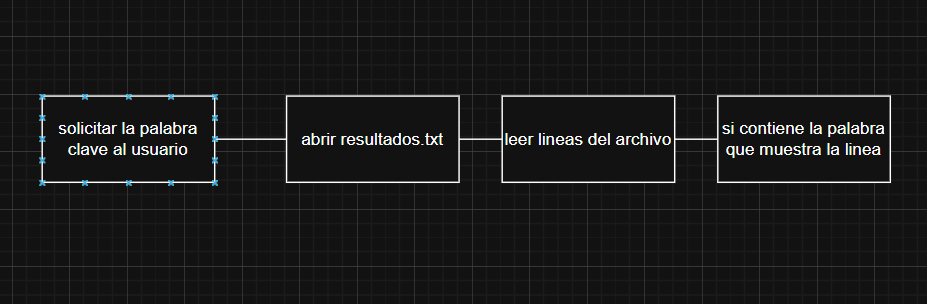 solicitar la palabra
clave al usuario
abrir resultados.txt
leer lineas del archivo
si contiene la palabra
que muestra la linea